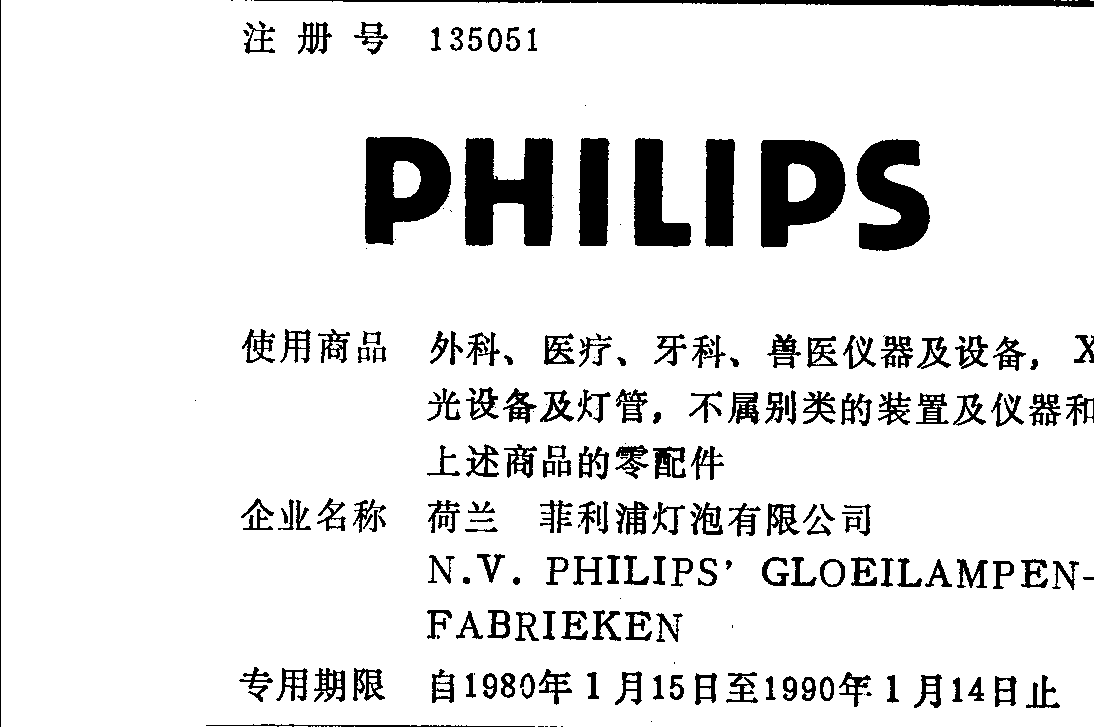 注册号 135051
PHILIPS
使用商品 外科、医疗、牙科、兽医仪器及设备, X
光设备及灯管, 不属别类的装置及仪器和
上述商品的零配件
企业名称 荷兰 菲利浦灯泡有限公司
N.V. PHILIPS' GLOEILAMPEN-
FABRIEKEN
专用期限 自1980年1月15日至1990年1月14日止